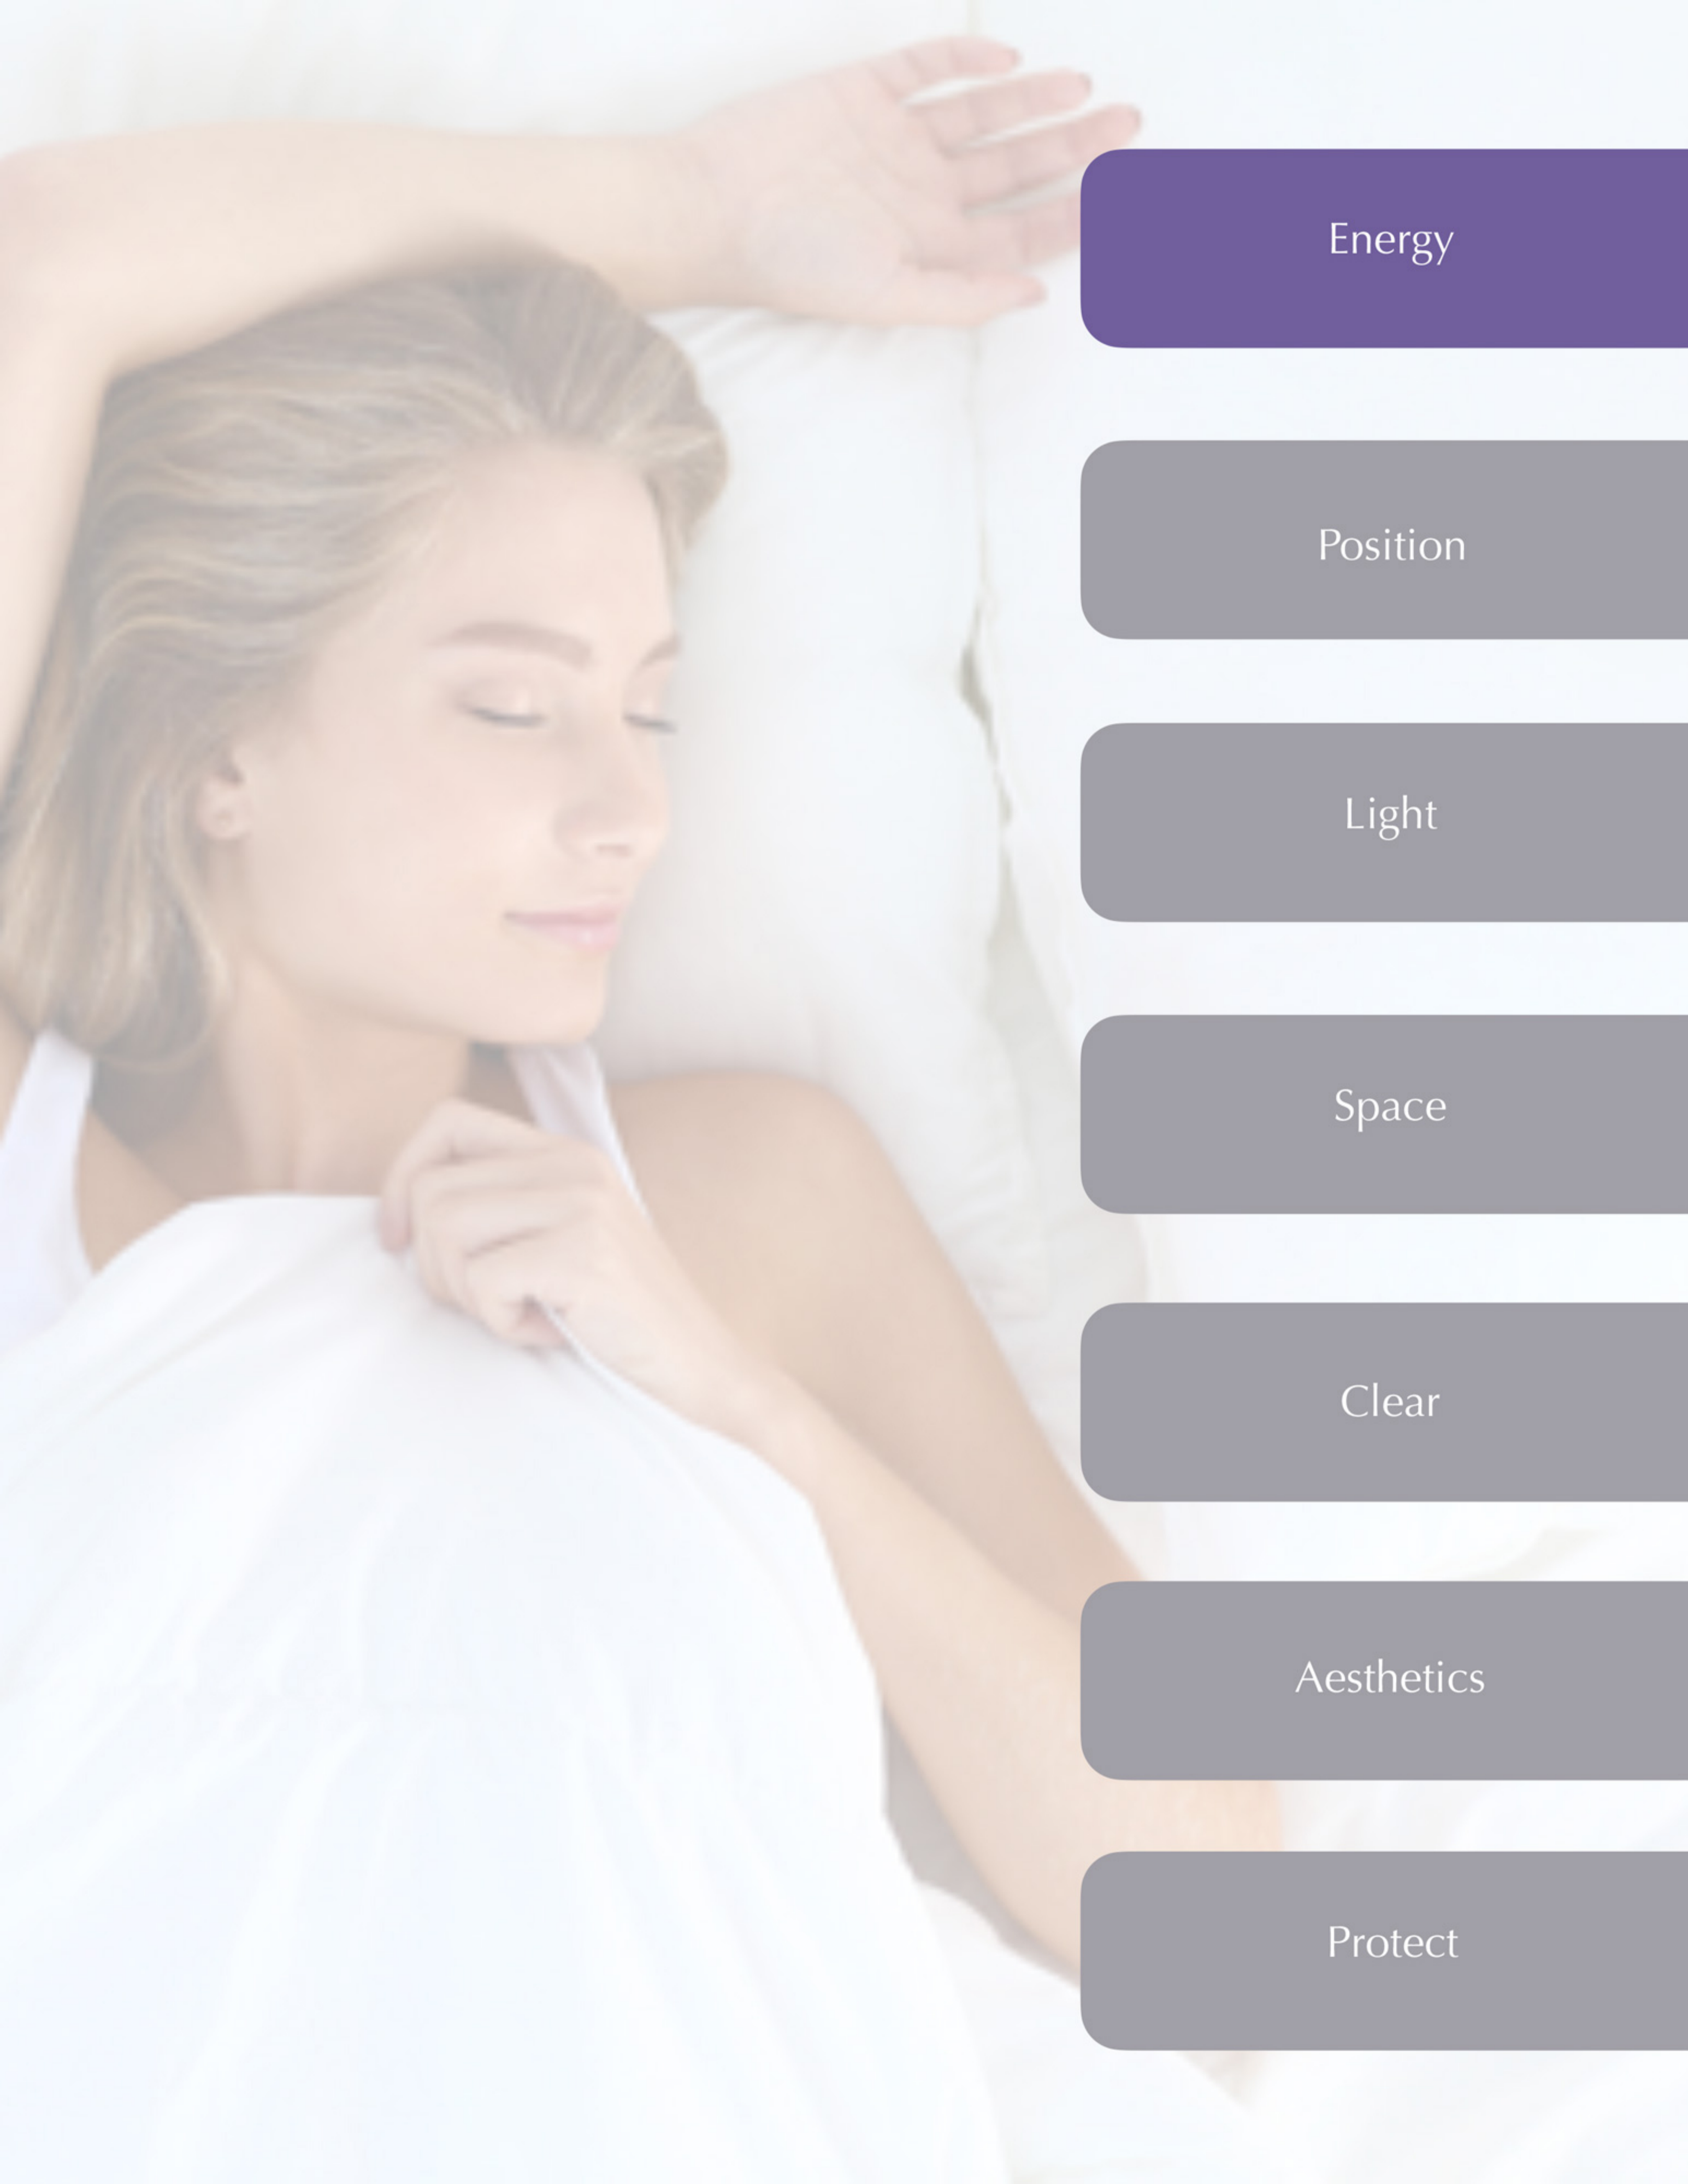 Energy
Position
Light
Space
Clear
Aesthetics
Protect